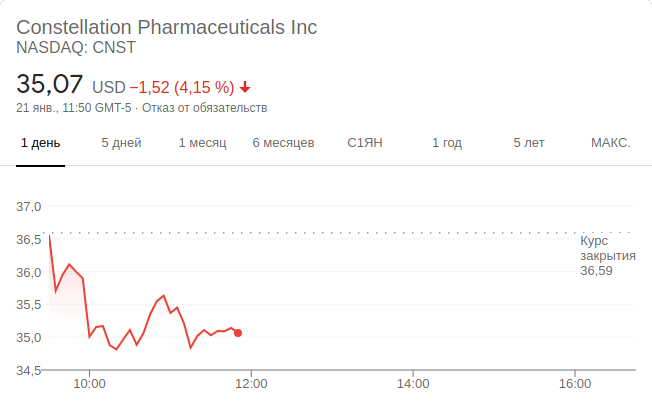 Constellation Pharmaceuticals Inc
NASDAQ: CNST
35,07 USD −1,52 (4,15 %)
21 янв., 11:50 GMT-5 · Отказ от обязательств
1 день 5 дней 1 месяц 6 месяцев С1ЯН 1 год 5 лет МАКС.
37,0
36,5
Курс
закрытия
36,59
36,0
35,5
35,0
34,5
10:00 12:00 14:00 16:00